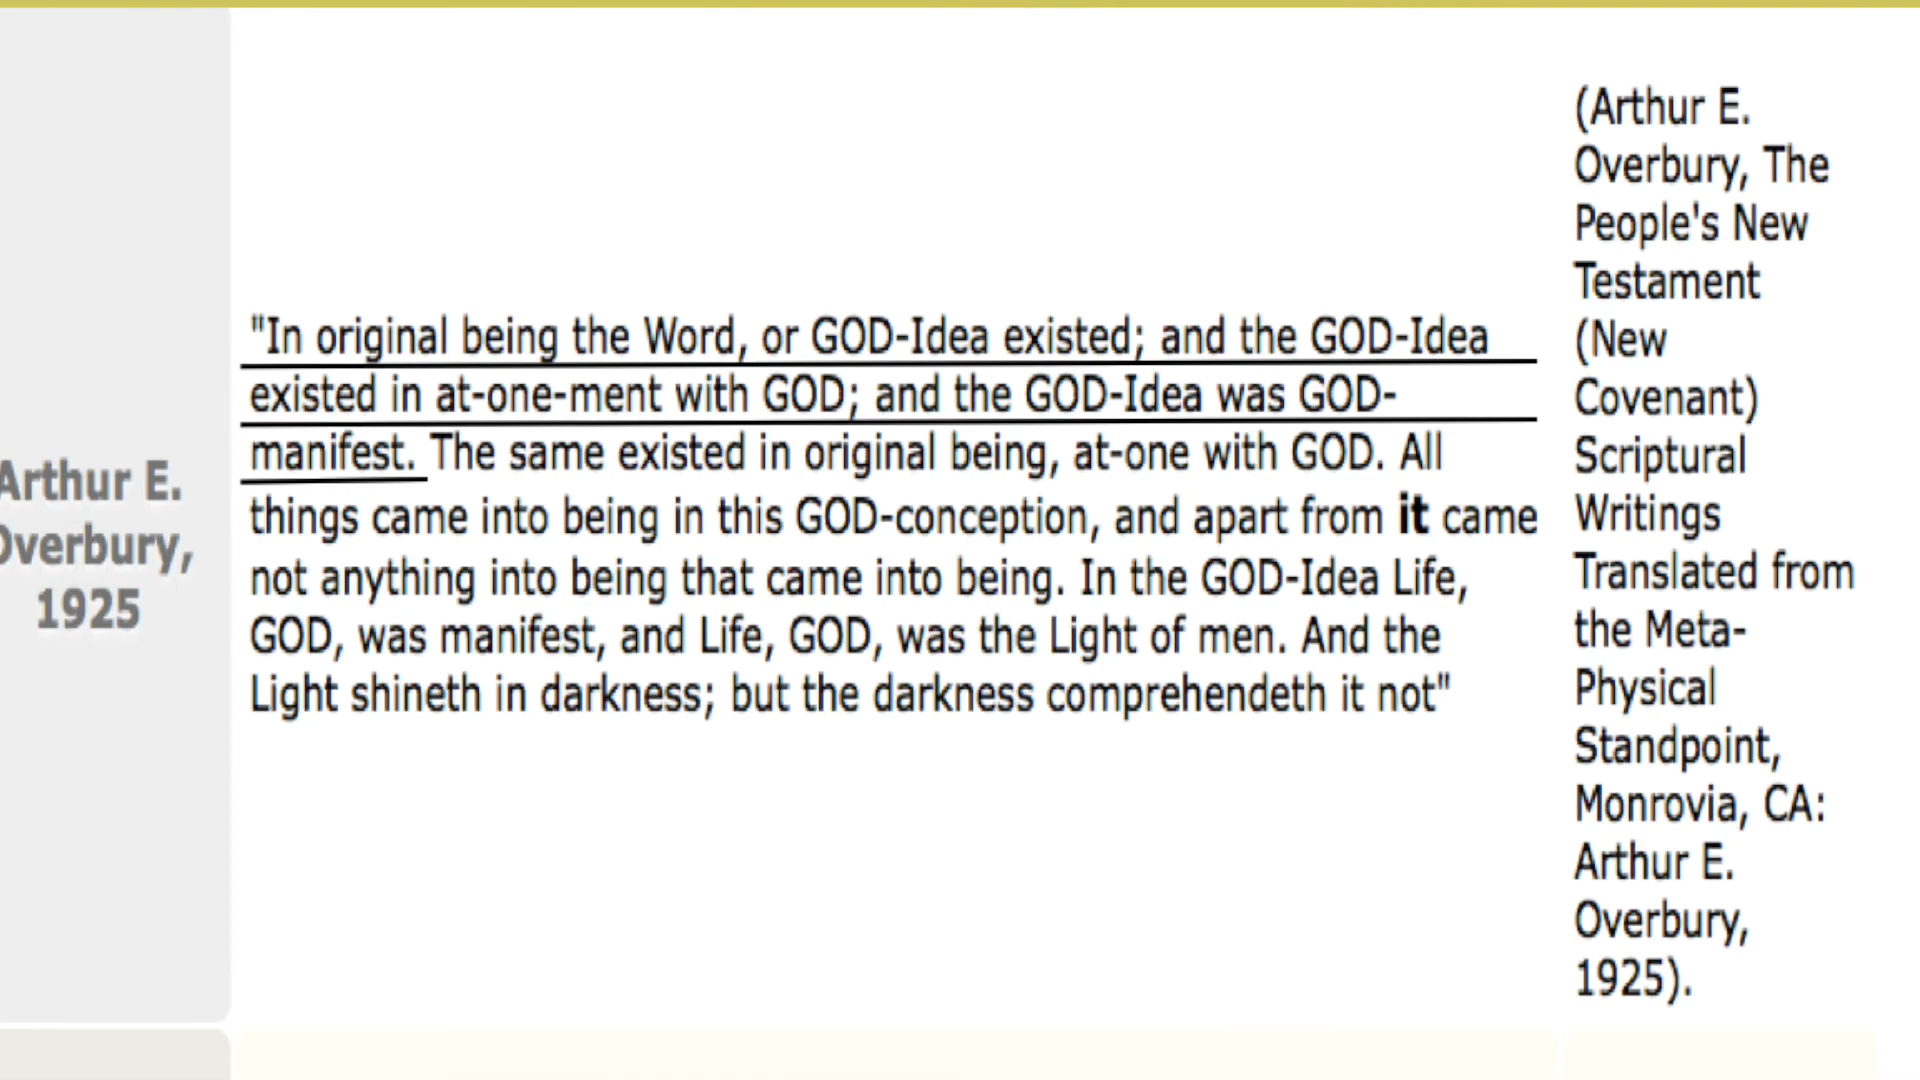 Arthur E.
Overbury,
1925
"In original being the Word, or GOD-Idea existed; and the GOD-Idea
existed in at-one-ment with GOD; and the GOD-Idea was GOD-
manifest. The same existed in original being, at-one with GOD. All
things came into being in this GOD-conception, and apart from it came
not anything into being that came into being. In the GOD-Idea Life,
GOD, was manifest, and Life, GOD, was the Light of men. And the
Light shineth in darkness; but the darkness comprehendeth it not"
(Arthur E.
Overbury, The
People's New
Testament
(New
Covenant)
Scriptural
Writings
Translated from
the Meta-
Physical
Standpoint,
Monrovia, CA:
Arthur E.
Overbury,
1925).